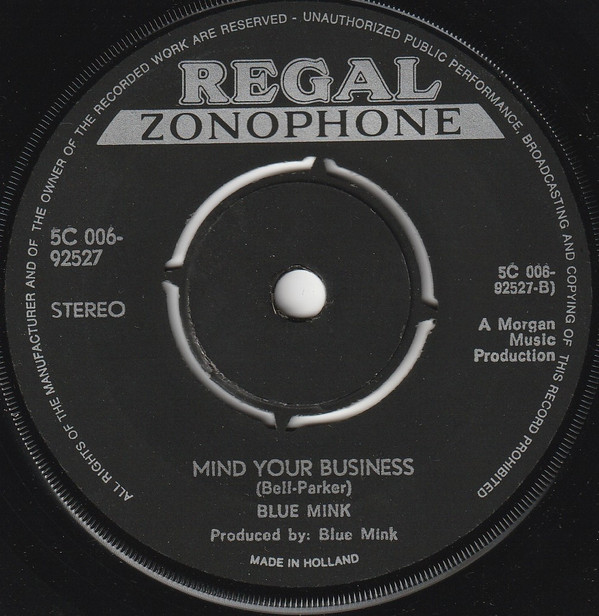 ALL RIGHTS OF THE MANUFACTURER AND OF THE OWNER OF THE RECORDED WORK ARE RESERVED - UNAUTHORIZED PUBLIC PERFORMANCE, BROADCASTING AND COPYING OF THIS RECORD PROHIBITED
REGAL
ZONOPHONE
5C 006-
92527
STEREO
5C 006-
92527-B)
A Morgan
Music
Production
MIND YOUR BUSINESS
(Bell-Parker)
BLUE MINK
Produced by: Blue Mink
MADE IN HOLLAND